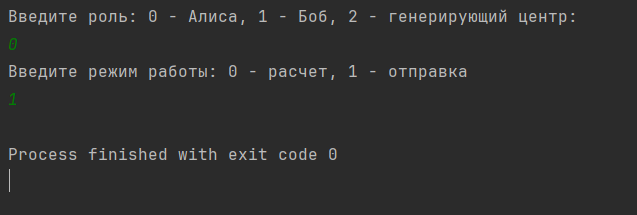 Введите роль: 0 - Алиса, 1 - Боб, 2 - генерирующий центр:
0
Введите режим работы: 0 - расчет, 1 - отправка
1
Process finished with exit code 0